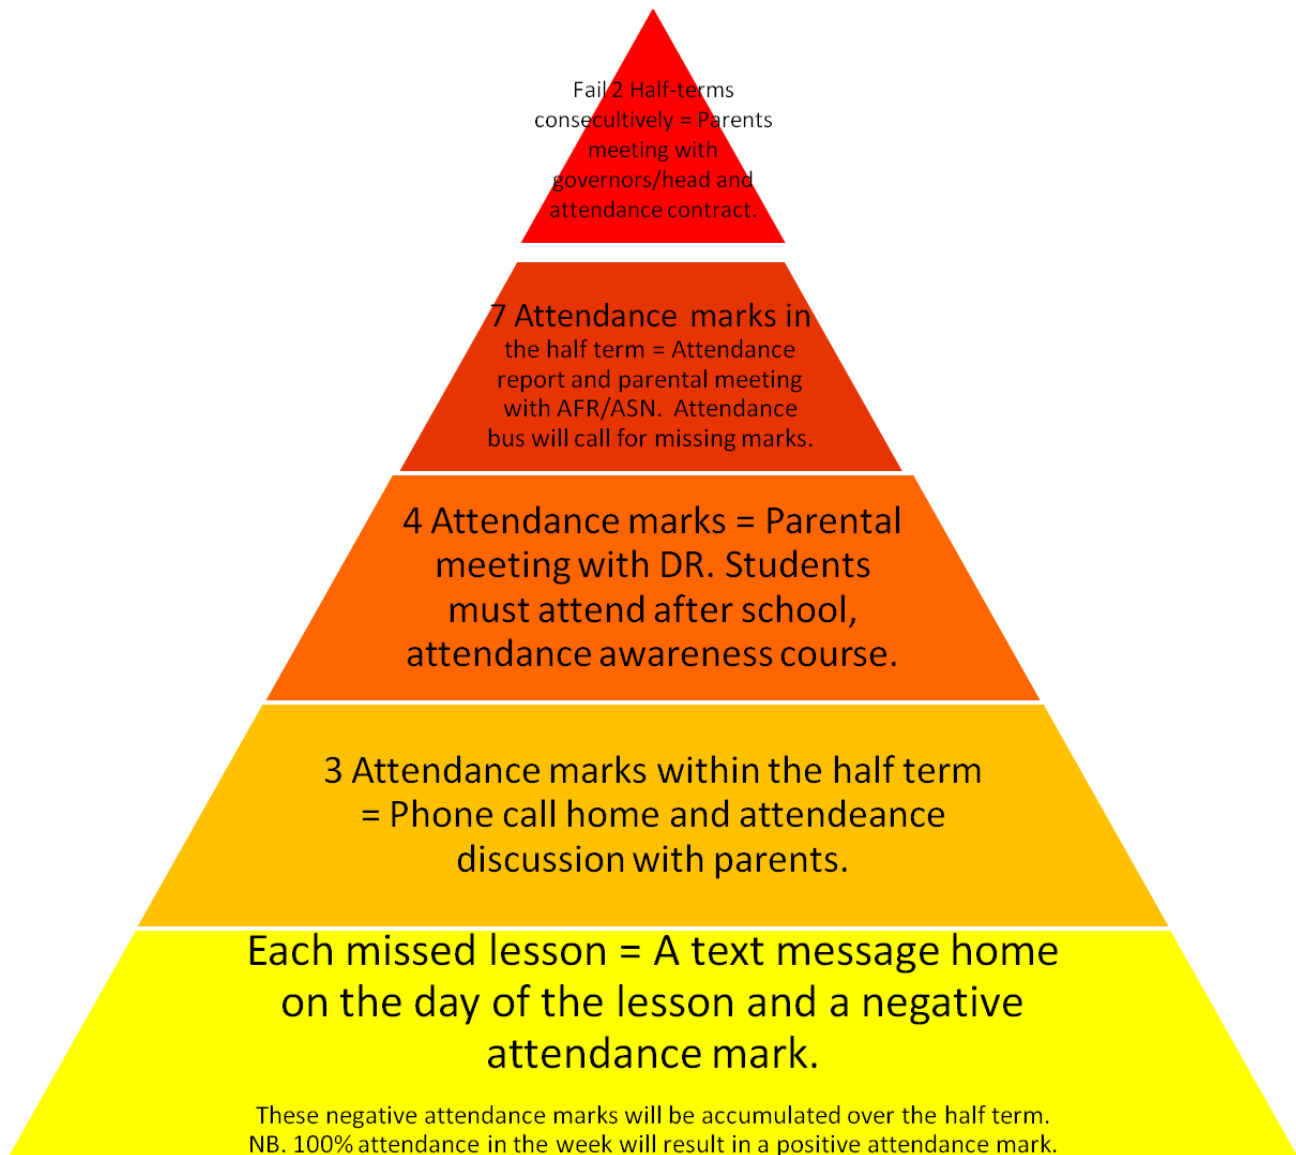 Fail 2 Half-terms
consecultively = Parents
meeting with
governors/head and
attendance contract.
7 Attendance marks in
the half term = Attendance
report and parental meeting
with AFR/ASN. Attendance
bus will call for missing marks.
4 Attendance marks = Parental
meeting with DR. Students
must attend after school,
attendance awareness course.
3 Attendance marks within the half term
= Phone call home and attendeance
discussion with parents.
Each missed lesson = A text message home
on the day of the lesson and a negative
attendance mark.
These negative attendance marks will be accumulated over the half term.
NB. 100% attendance in the week will result in a positive attendance mark.